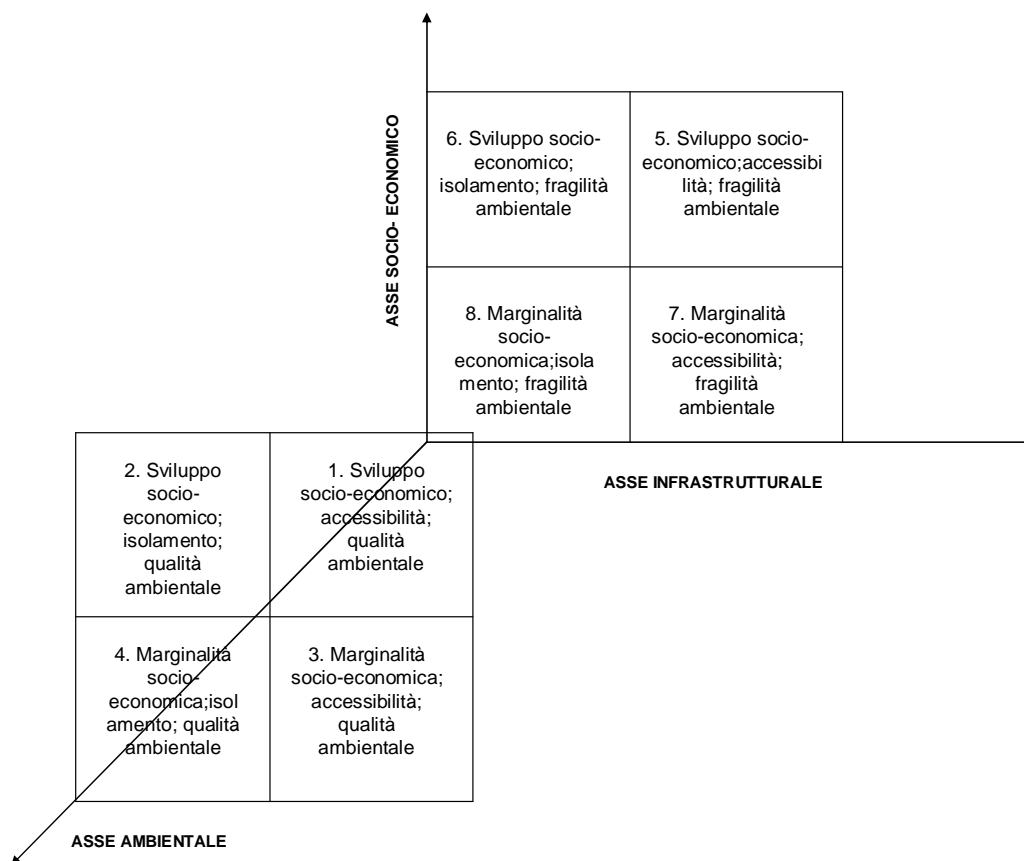 ASSE SOCIO- ECONOMICO
6. Sviluppo socio-
economico;
isolamento; fragilità
ambientale
5. Sviluppo socio-
economico;accessibi
lità; fragilità
ambientale
8. Marginalità
socio-
economica;isola
mento; fragilità
ambientale
7. Marginalità
socio-economica;
accessibilità;
fragilità
ambientale
ASSE INFRASTRUTTURALE
2. Sviluppo
socio-
economico;
isolamento;
qualità
ambientale
1. Sviluppo
socio-economico;
accessibilità;
qualità
ambientale
4. Marginalità
socio-
economica;isol
amento; qualità
ambientale
3. Marginalità
socio-economica;
accessibilità;
qualità
ambientale
ASSE AMBIENTALE